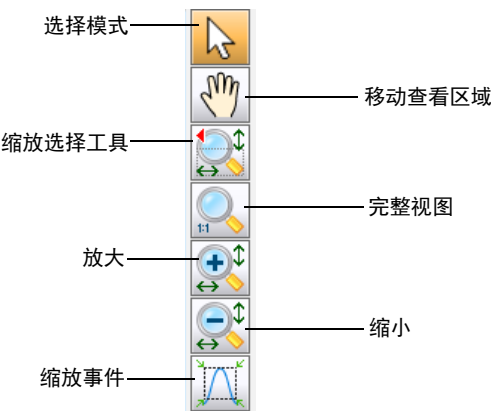 选择模式
移动查看区域
缩放选择工具
完整视图
1:1
放大
缩小
缩放事件